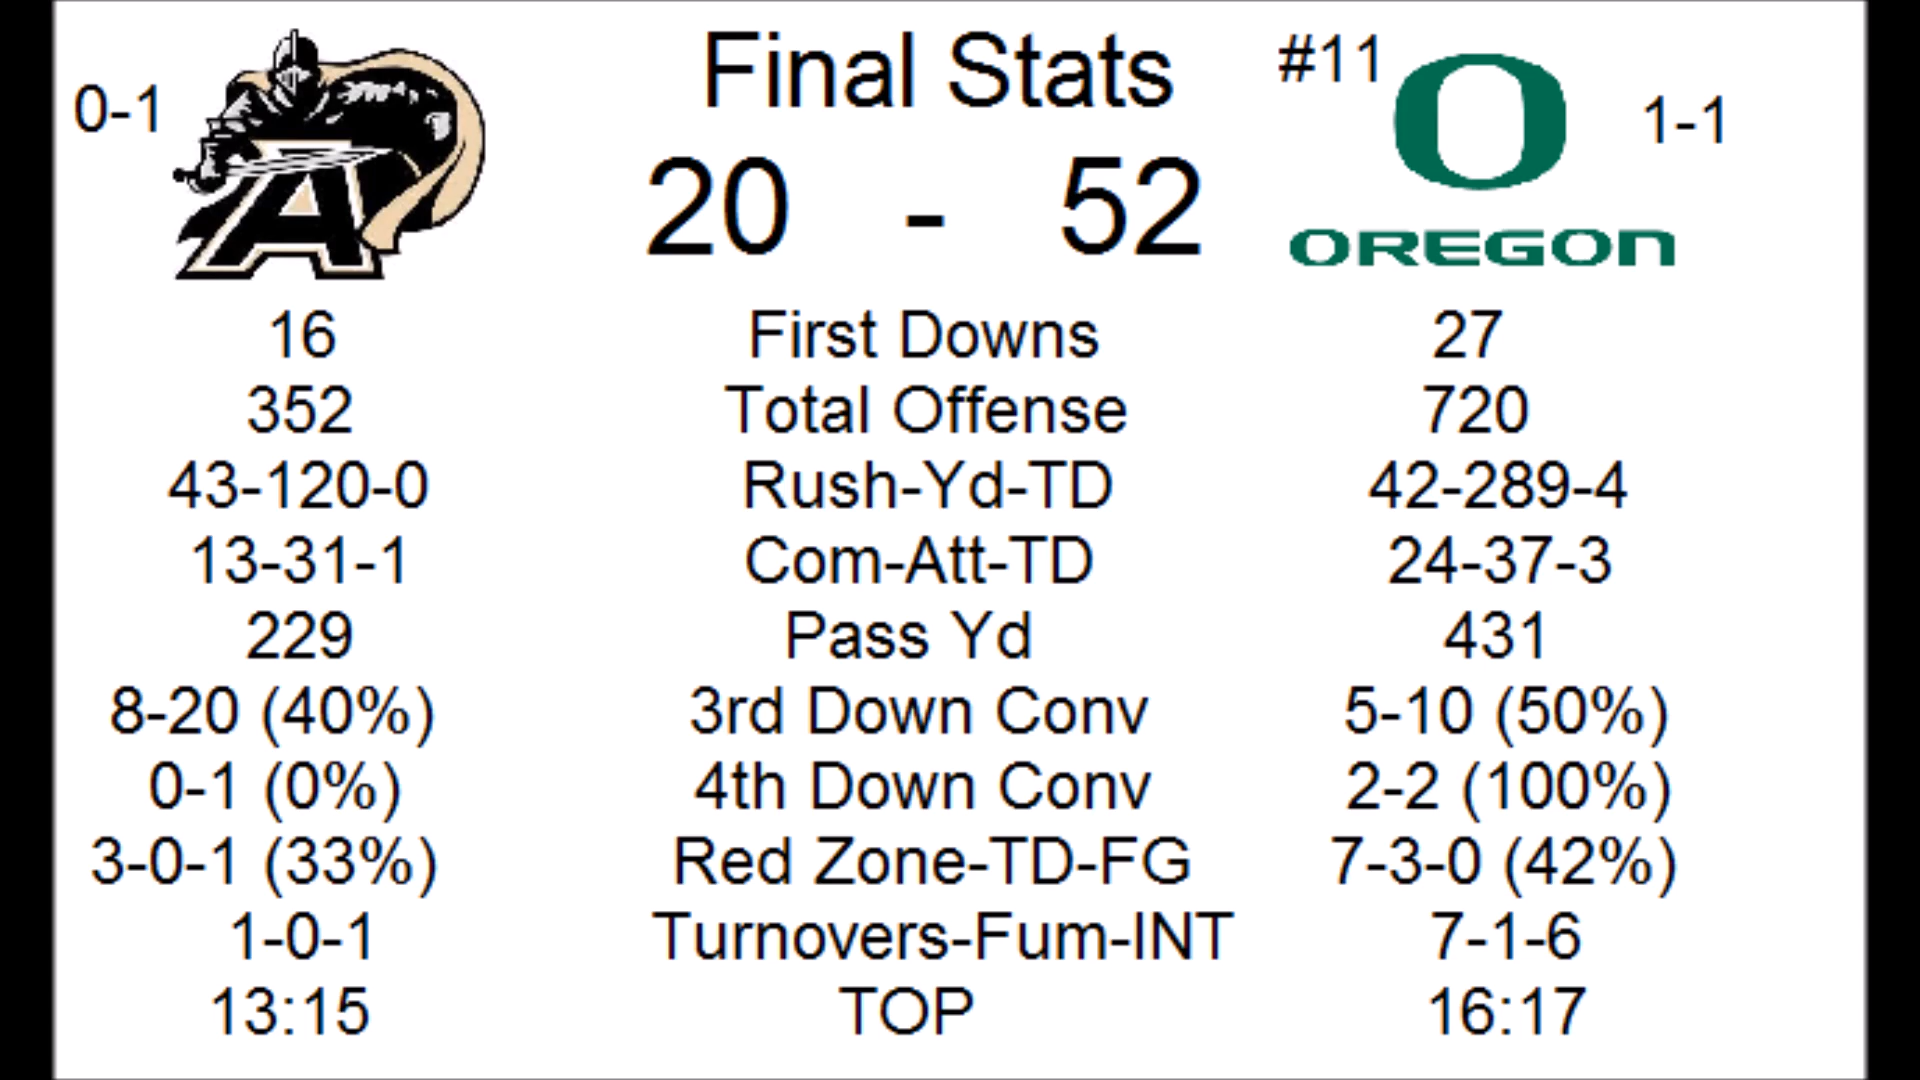 Final Stats
0-1 A 20 - 52 #11 O 1-1
OREGON
16 First Downs 27
352 Total Offense 720
43-120-0 Rush-Yd-TD 42-289-4
13-31-1 Com-Att-TD 24-37-3
229 Pass Yd 431
8-20 (40%) 3rd Down Conv 5-10 (50%)
0-1 (0%) 4th Down Conv 2-2 (100%)
3-0-1 (33%) Red Zone-TD-FG 7-3-0 (42%)
1-0-1 Turnovers-Fum-INT 7-1-6
13:15 TOP 16:17